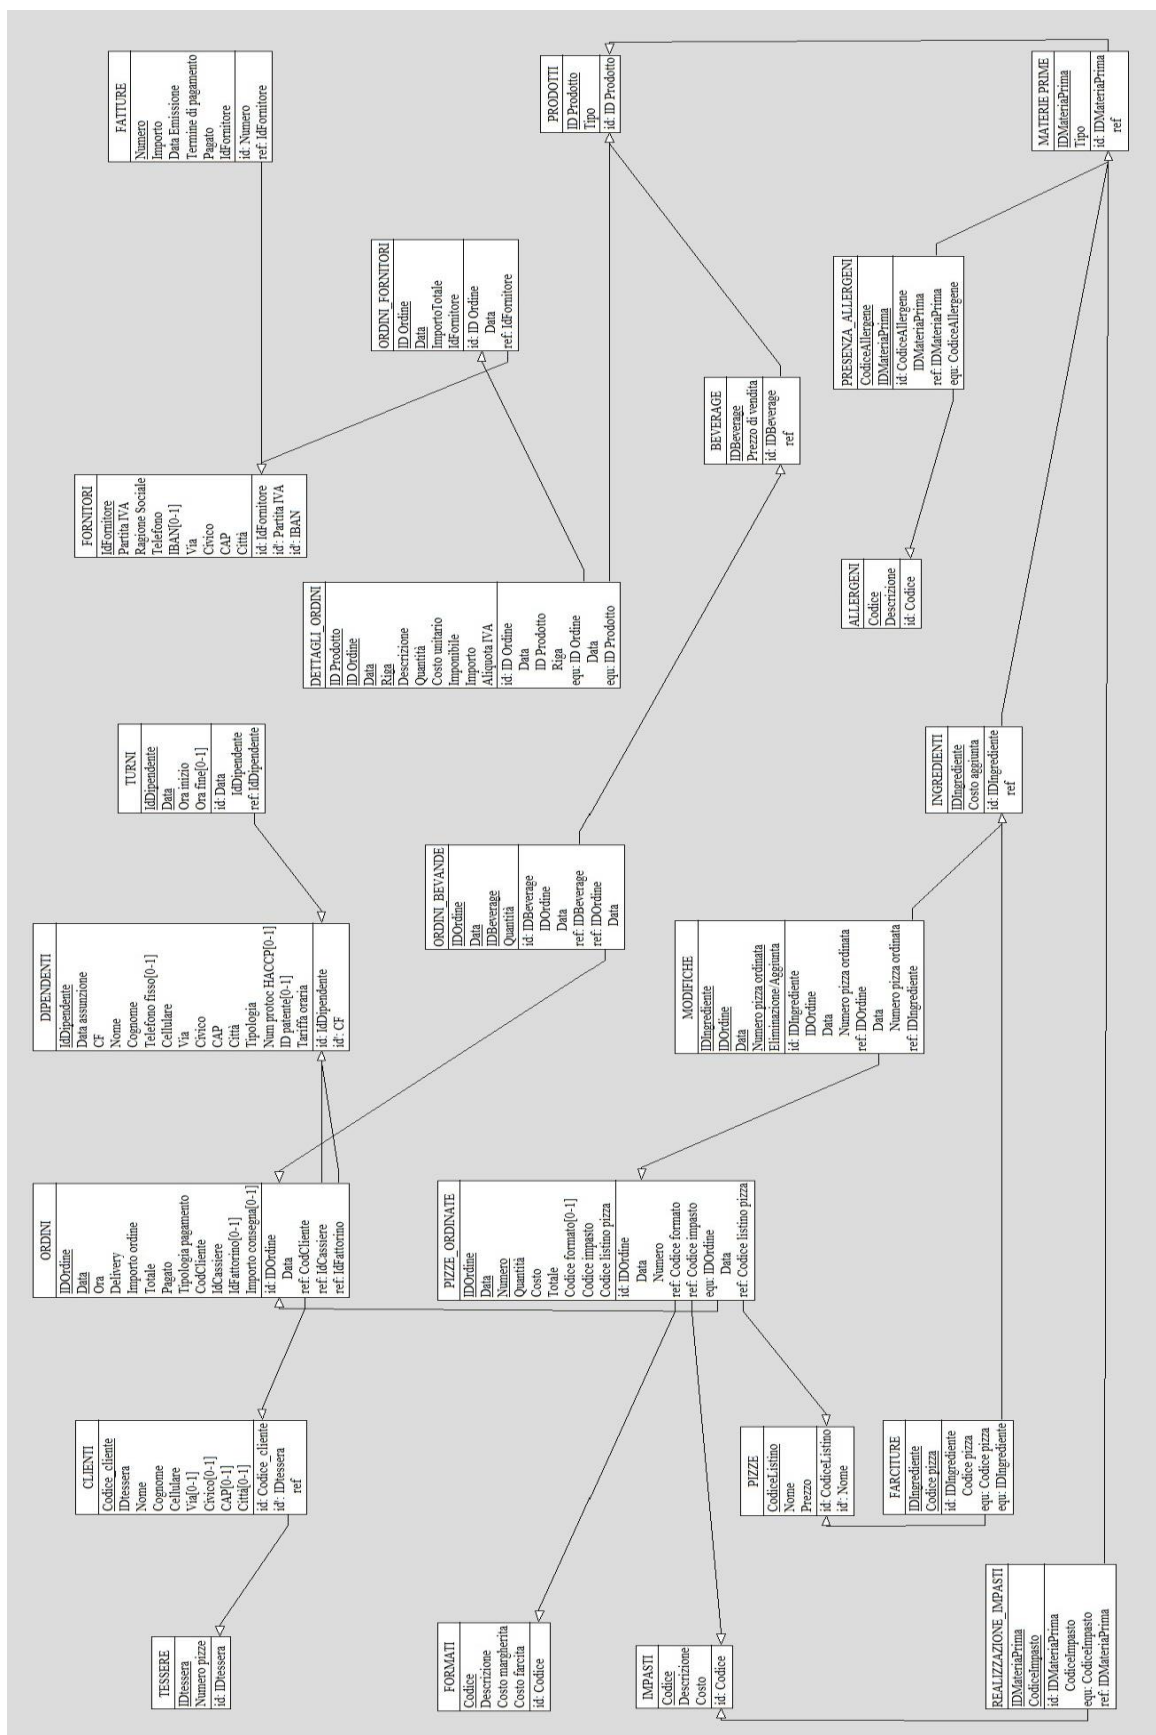 TESSERE
IDtessera
Numero pizze
id: IDtessera
CLIENTI
Codice_cliente
IDtessera
Nome
Cognome
Cellulare
Via[0-1]
Civico[0-1]
CAP[0-1]
Città[0-1]
id: Codice_cliente
id': IDtessera
ref
ORDINI
IDOrdine
Data
Ora
Delivery
Importo ordine
Totale
Pagato
Tipologia pagamento
CodCliente
IdCassiere
IdFattorino[0-1]
Importo consegna[0-1]
id: IDOrdine
Data
ref: CodCliente
ref: IdCassiere
ref: IdFattorino
DIPENDENTI
IdDipendente
Data assunzione
CF
Nome
Cognome
Telefono fisso[0-1]
Cellulare
Via
Civico
CAP
Città
Tipologia
Num protoc HACCP[0-1]
ID patente[0-1]
Tariffa oraria
id: IdDipendente
id': CF
TURNI
IdDipendente
Data
Ora inizio
Ora fine[0-1]
id: Data
IdDipendente
ref: IdDipendente
FORNITORI
IdFornitore
Partita IVA
Ragione Sociale
Telefono
IBAN[0-1]
Via
Civico
CAP
Città
id: IdFornitore
id': Partita IVA
id': IBAN
FATTURE
Numero
Importo
Data Emissione
Termine di pagamento
Pagato
IdFornitore
id: Numero
ref: IdFornitore
DETTAGLI_ORDINI
ID Prodotto
ID Ordine
Data
Riga
Descrizione
Quantità
Costo unitario
Imponibile
Importo
Aliquota IVA
id: ID Ordine
Data
ID Prodotto
Riga
equ: ID Ordine
Data
equ: ID Prodotto
ORDINI_FORNITORI
ID Ordine
Data
ImportoTotale
IdFornitore
id: ID Ordine
Data
ref: IdFornitore
FORMATI
Codice
Descrizione
Costo margherita
Costo farcita
id: Codice
PIZZE_ORDINATE
IDOrdine
Data
Numero
Quantità
Costo
Totale
Codice formato[0-1]
Codice impasto
Codice listino pizza
id: IDOrdine
Data
Numero
ref: Codice formato
ref: Codice impasto
equ: IDOrdine
Data
ref: Codice listino pizza
ORDINI_BEVANDE
IDOrdine
Data
IDBeverage
Quantità
id: IDBeverage
IDOrdine
Data
ref: IDBeverage
ref: IDOrdine
Data
PRODOTTI
ID Prodotto
Tipo
id: ID Prodotto
IMPASTI
Codice
Descrizione
Costo
id: Codice
PIZZE
CodiceListino
Nome
Prezzo
id: CodiceListino
id': Nome
MODIFICHE
IDIngrediente
IDOrdine
Data
Numero pizza ordinata
Eliminazione/Aggiunta
id: IDIngrediente
IDOrdine
Data
Numero pizza ordinata
ref: IDOrdine
Data
Numero pizza ordinata
ref: IDIngrediente
BEVERAGE
IDBeverage
Prezzo di vendita
id: IDBeverage
ref
ALLERGENI
Codice
Descrizione
id: Codice
PRESENZA_ALLERGENI
CodiceAllergene
IDMateriaPrima
id: CodiceAllergene
IDMateriaPrima
ref: IDMateriaPrima
equ: CodiceAllergene
FARCITURE
IDIngrediente
Codice pizza
id: IDIngrediente
Codice pizza
equ: Codice pizza
equ: IDIngrediente
INGREDIENTI
IDIngrediente
Costo aggiunta
id: IDIngrediente
ref
REALIZZAZIONE_IMPASTI
IDMateriaPrima
CodiceImpasto
id: IDMateriaPrima
CodiceImpasto
equ: CodiceImpasto
ref: IDMateriaPrima
MATERIE PRIME
IDMateriaPrima
Tipo
id: IDMateriaPrima
ref